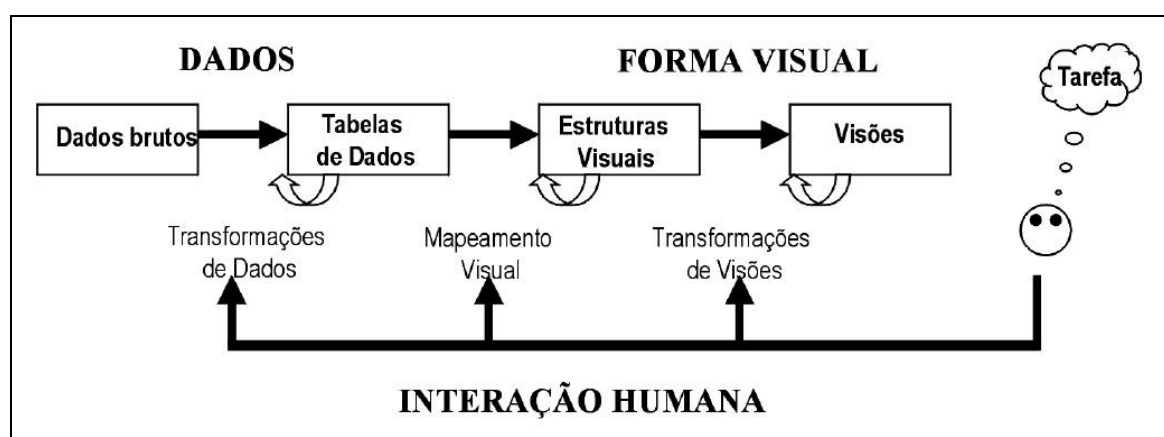 DADOS
FORMA VISUAL
Tarefa
Dados brutos
Tabelas
de Dados
Estruturas
Visuais
Visões
Transformações
de Dados
Mapeamento
Visual
Transformações
de Visões
INTERAÇÃO HUMANA